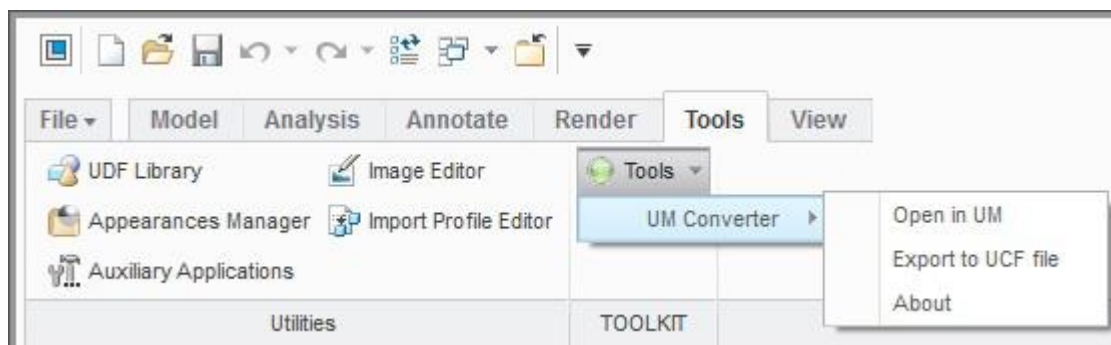 File Model Analysis Annotate Render Tools View
UDF Library Image Editor Tools
Appearances Manager Import Profile Editor UM Converter Open in UM
Export to UCF file
Auxiliary Applications About
Utilities TOOLKIT